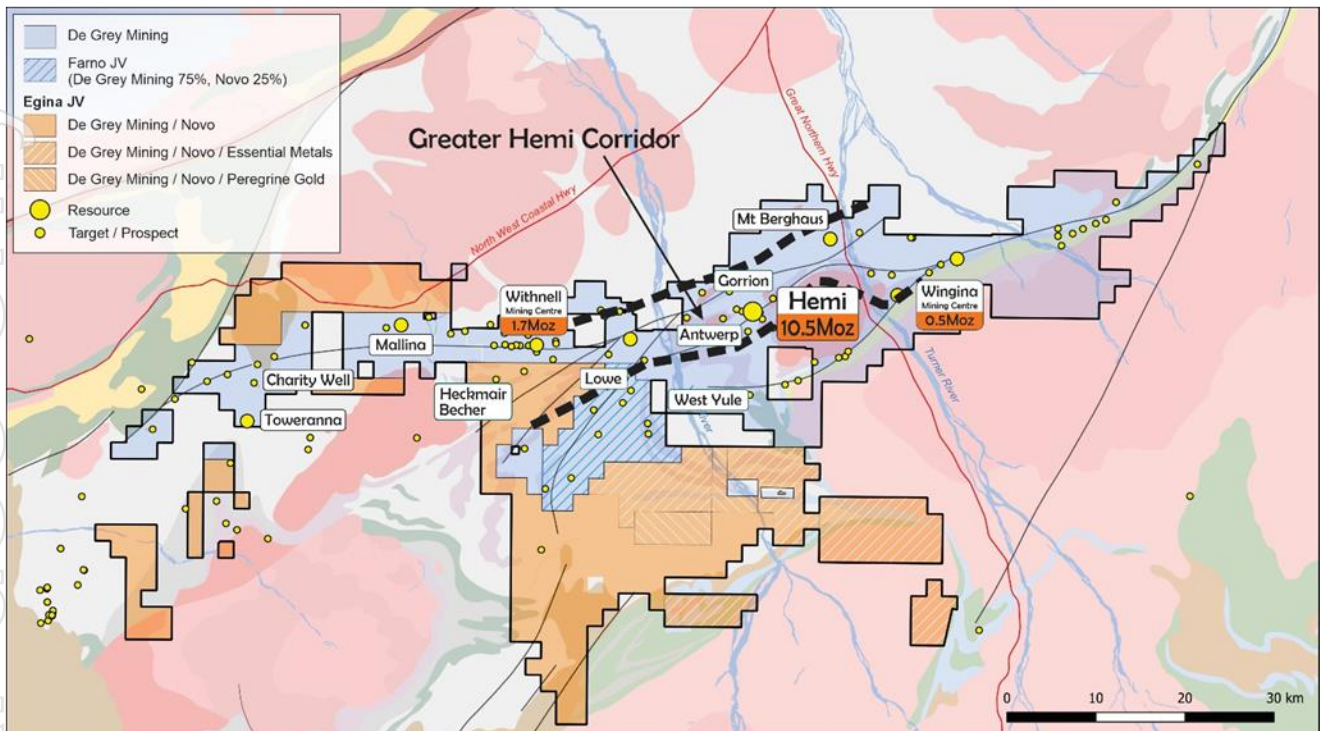 De Grey Mining
Farno JV
(De Grey Mining 75%, Novo 25%)
Egina JV
De Grey Mining / Novo
De Grey Mining / Novo / Essential Metals
De Grey Mining / Novo / Peregrine Gold
Resource
Target / Prospect
Greater Hemi Corridor
North West Coastal Hwy
Great Northern Hwy
Mt Berghaus
Gorrion
Withnell
Mining Centre
1.7Moz
Hemi
10.5Moz
Wingina
Mining Centre
0.5Moz
Antwerp
Mallina
Charity Well
Lowe
Heckmair
Becher
West Yule
Toweranna
Turner River
River
0 10 20 30 km